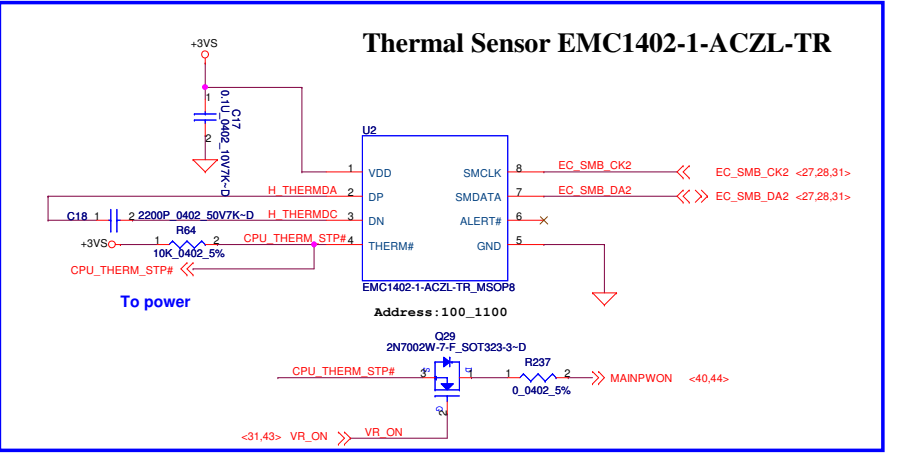 Thermal Sensor EMC1402-1-ACZL-TR
+3VS
1
C17
0.1U_0402_10V7K~D
2
U2
1 VDD
2 DP
3 DN
4 THERM#
SMCLK 8
SMDATA 7
ALERT# 6
GND 5
EC_SMB_CK2
EC_SMB_CK2 <27,28,31>
EC_SMB_DA2
EC_SMB_DA2 <27,28,31>
H_THERMDA
C18 1 2 2200P_0402_50V7K~D
H_THERMDC
R64
+3VS 1 2 CPU_THERM_STP#
10K_0402_5%
CPU_THERM_STP#
To power
EMC1402-1-ACZL-TR_MSOP8
Address:100_1100
Q29
2N7002W-7-F_SOT323-3~D
CPU_THERM_STP# 3 S D 1
G
2
R237
1 2
0_0402_5%
MAINPWON <40,44>
<31,43> VR_ON VR_ON